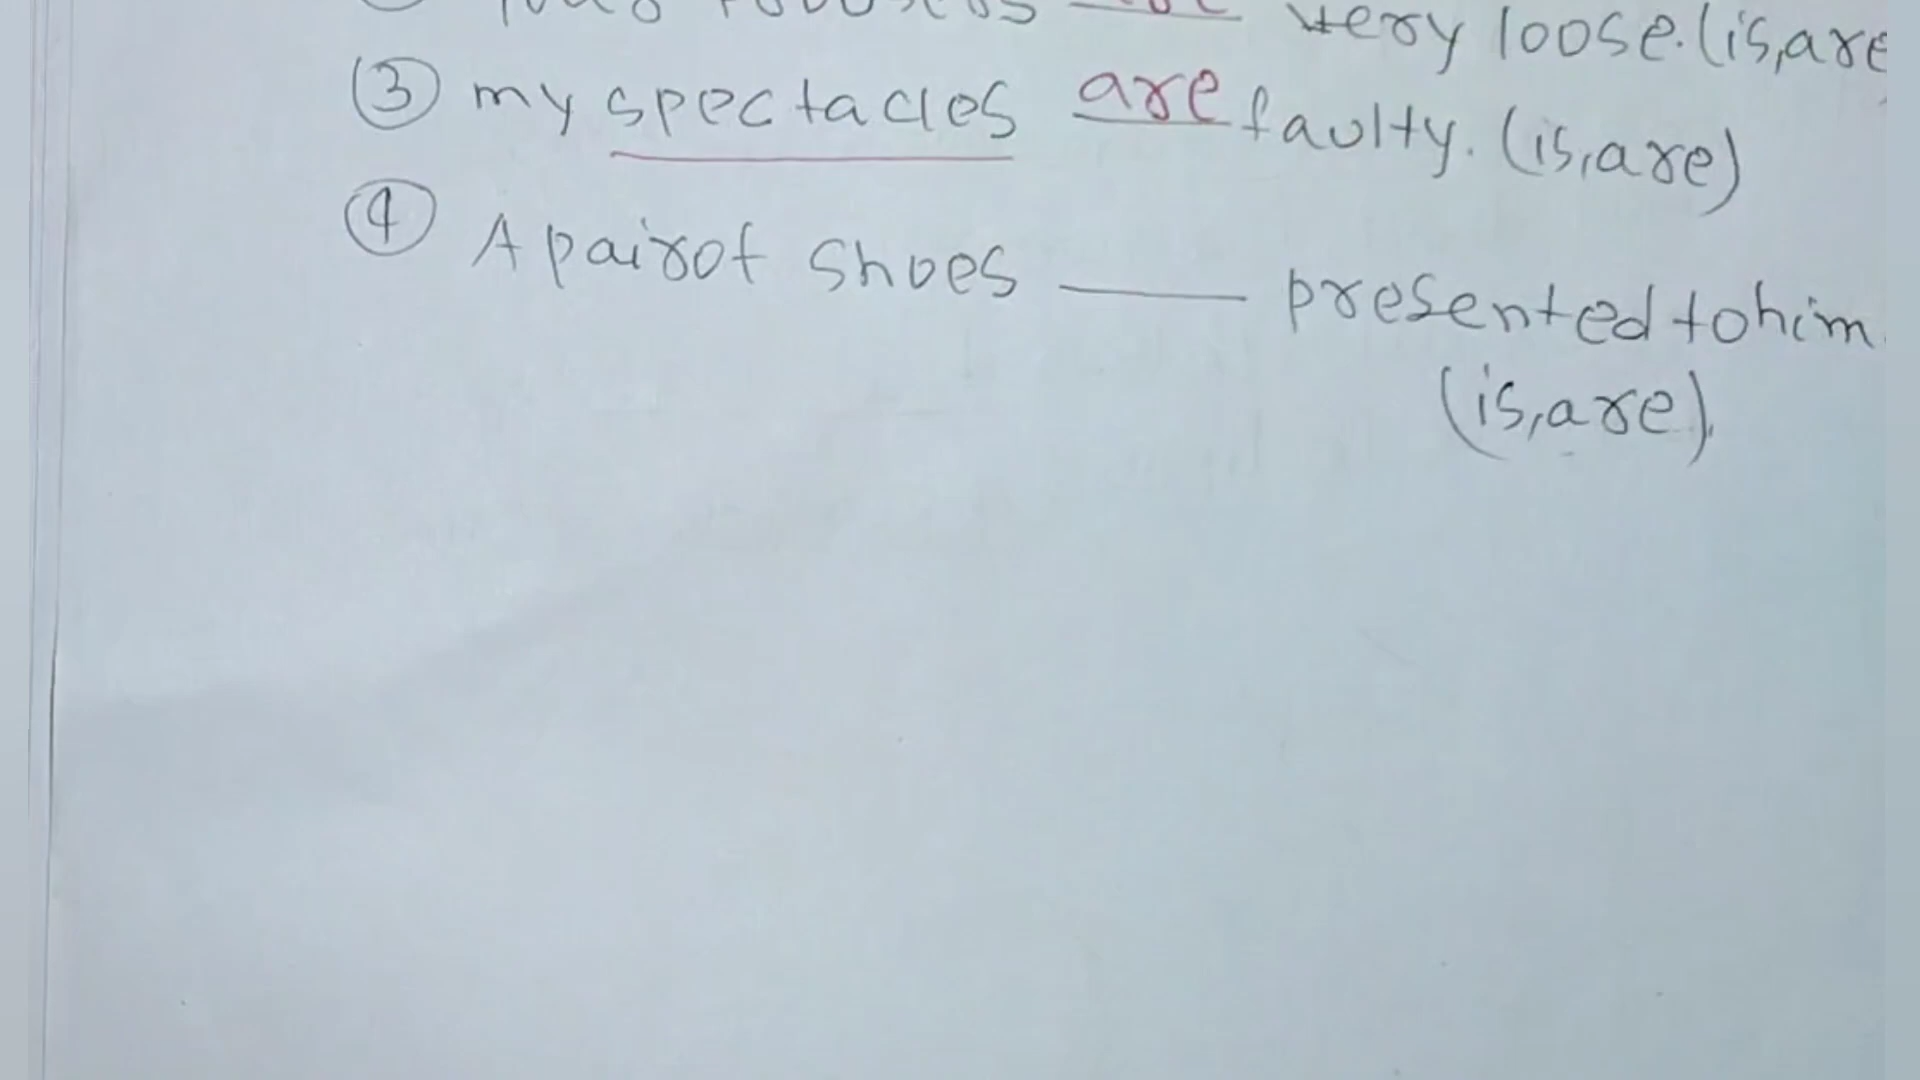 very loose. (is, are
③ my spectacles are faulty. (is, are)
④ A pair of shoes ____ presented to him.
(is, are).